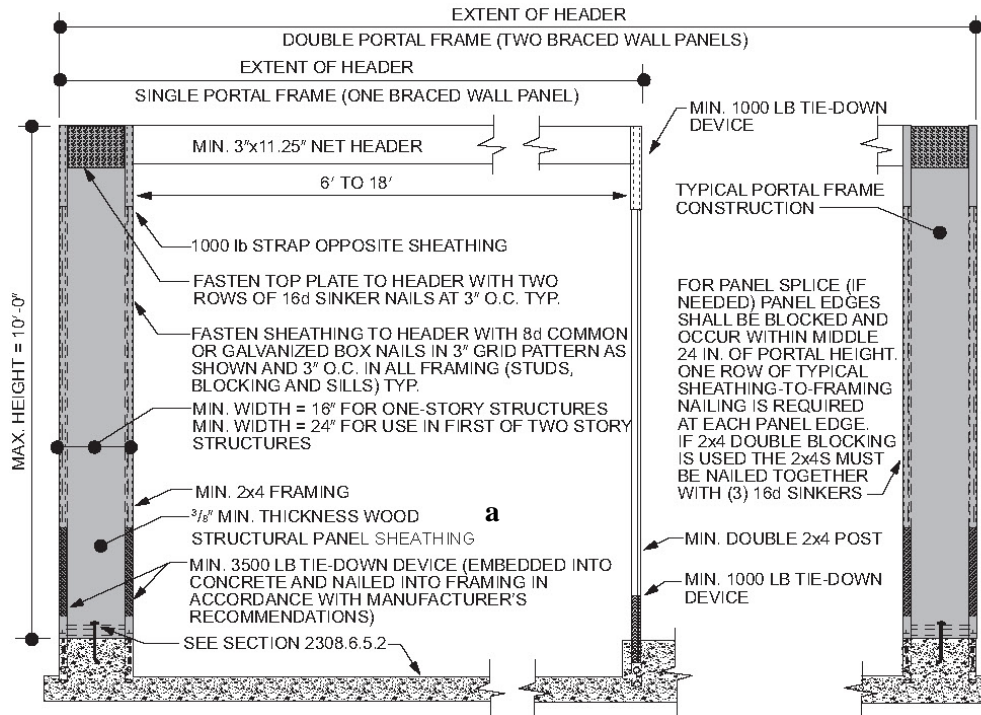 EXTENT OF HEADER
DOUBLE PORTAL FRAME (TWO BRACED WALL PANELS)
EXTENT OF HEADER
SINGLE PORTAL FRAME (ONE BRACED WALL PANEL)
MIN. 1000 LB TIE-DOWN
DEVICE
MIN. 3"x11.25" NET HEADER
6' TO 18'
TYPICAL PORTAL FRAME
CONSTRUCTION
1000 lb STRAP OPPOSITE SHEATHING
FASTEN TOP PLATE TO HEADER WITH TWO
ROWS OF 16d SINKER NAILS AT 3" O.C. TYP.
FASTEN SHEATHING TO HEADER WITH 8d COMMON
OR GALVANIZED BOX NAILS IN 3" GRID PATTERN AS
SHOWN AND 3" O.C. IN ALL FRAMING (STUDS,
BLOCKING AND SILLS) TYP.
MAX. HEIGHT = 10'-0"
MIN. WIDTH = 16" FOR ONE-STORY STRUCTURES
MIN. WIDTH = 24" FOR USE IN FIRST OF TWO STORY
STRUCTURES
FOR PANEL SPLICE (IF
NEEDED) PANEL EDGES
SHALL BE BLOCKED AND
OCCUR WITHIN MIDDLE
24 IN. OF PORTAL HEIGHT.
ONE ROW OF TYPICAL
SHEATHING-TO-FRAMING
NAILING IS REQUIRED
AT EACH PANEL EDGE.
IF 2x4 DOUBLE BLOCKING
IS USED THE 2x4S MUST
BE NAILED TOGETHER
WITH (3) 16d SINKERS
MIN. 2x4 FRAMING
3/8" MIN. THICKNESS WOOD
STRUCTURAL PANEL SHEATHING
a
MIN. 3500 LB TIE-DOWN DEVICE (EMBEDDED INTO
CONCRETE AND NAILED INTO FRAMING IN
ACCORDANCE WITH MANUFACTURER'S
RECOMMENDATIONS)
MIN. DOUBLE 2x4 POST
MIN. 1000 LB TIE-DOWN
DEVICE
SEE SECTION 2308.6.5.2